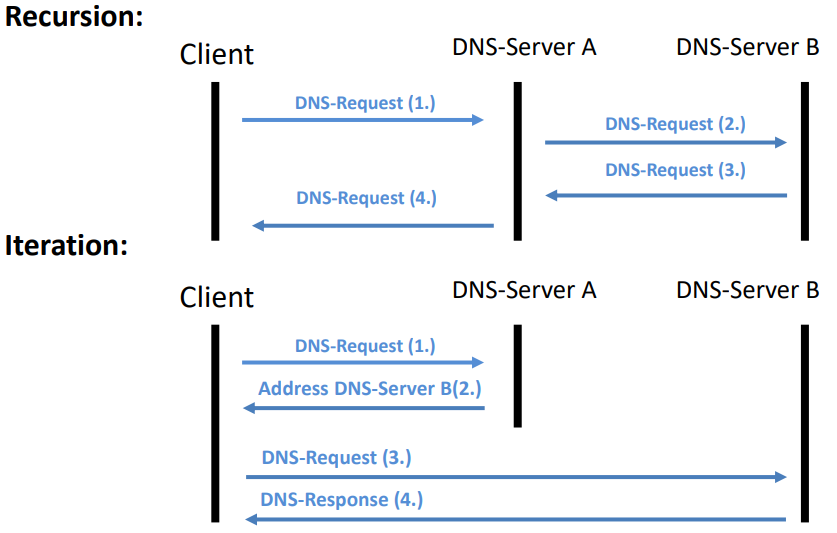 Recursion:
Client
DNS-Server A
DNS-Server B
DNS-Request (1.)
DNS-Request (2.)
DNS-Request (3.)
DNS-Request (4.)
Iteration:
Client
DNS-Server A
DNS-Server B
DNS-Request (1.)
Address DNS-Server B(2.)
DNS-Request (3.)
DNS-Response (4.)